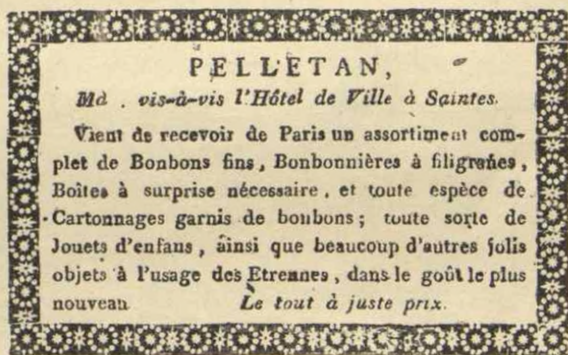 PELLETAN,
Md . vis-à-vis l'Hôtel de Ville à Saintes.
Vient de recevoir de Paris un assortiment com-
plet de Bonbons fins, Bonbonnières à filigranes,
Boîtes à surprise nécessaire, et toute espèce de
Cartonnages garnis de bonbons; toute sorte de
Jouets d'enfans, ainsi que beaucoup d'autres jolis
objets à l'usage des Etrennes, dans le goût le plus
nouveau Le tout à juste prix.